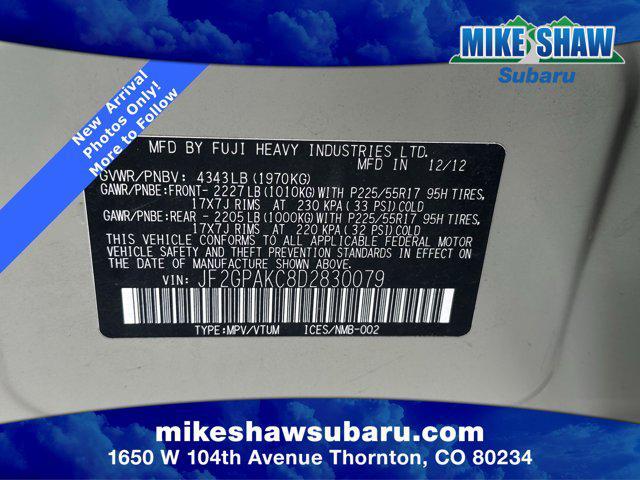 MIKE SHAW
Subaru
New Arrival
Photos Only!
More to Follow
MFD BY FUJI HEAVY INDUSTRIES LTD.
MFD IN 12/12
GVWR/PNBV: 4343LB(1970KG)
GAWR/PNBE:FRONT- 2227LB(1010KG)WITH P225/55R17 95H TIRES,
17X7J RIMS AT 230 KPA(33 PSI)COLD
GAWR/PNBE:REAR - 2205LB(1000KG)WITH P225/55R17 95H TIRES,
17X7J RIMS AT 220 KPA(32 PSI)COLD
THIS VEHICLE CONFORMS TO ALL APPLICABLE FEDERAL MOTOR
VEHICLE SAFETY AND THEFT PREVENTION STANDARDS IN EFFECT ON
THE DATE OF MANUFACTURE SHOWN ABOVE.
VIN: JF2GPAKC8D2830079
TYPE:MPV/VTUM ICES/NMB-002
mikeshawsubaru.com
1650 W 104th Avenue Thornton, CO 80234